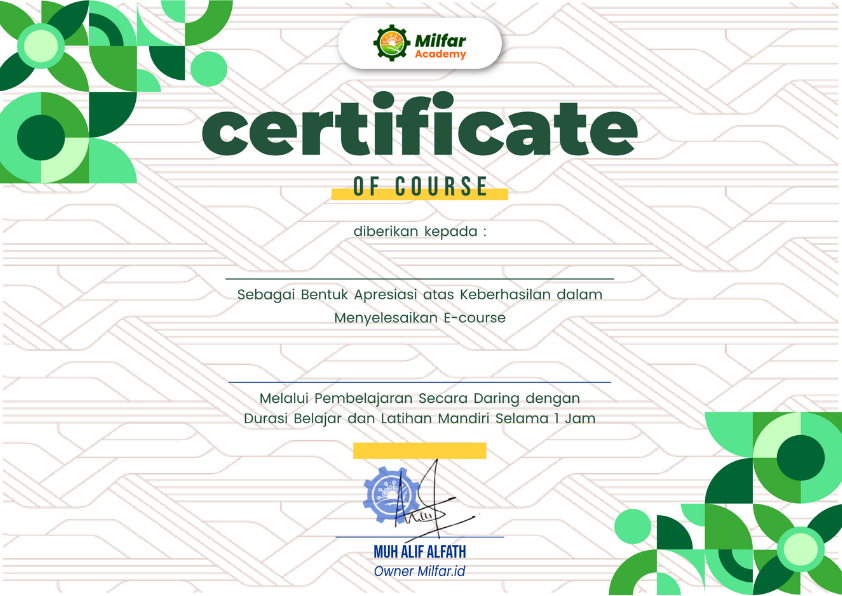 Milfar
Academy
certificate
OF COURSE
diberikan kepada :
Sebagai Bentuk Apresiasi atas Keberhasilan dalam
Menyelesaikan E-course
Melalui Pembelajaran Secara Daring dengan
Durasi Belajar dan Latihan Mandiri Selama 1 Jam
MUH ALIF ALFATH
Owner Milfar.id